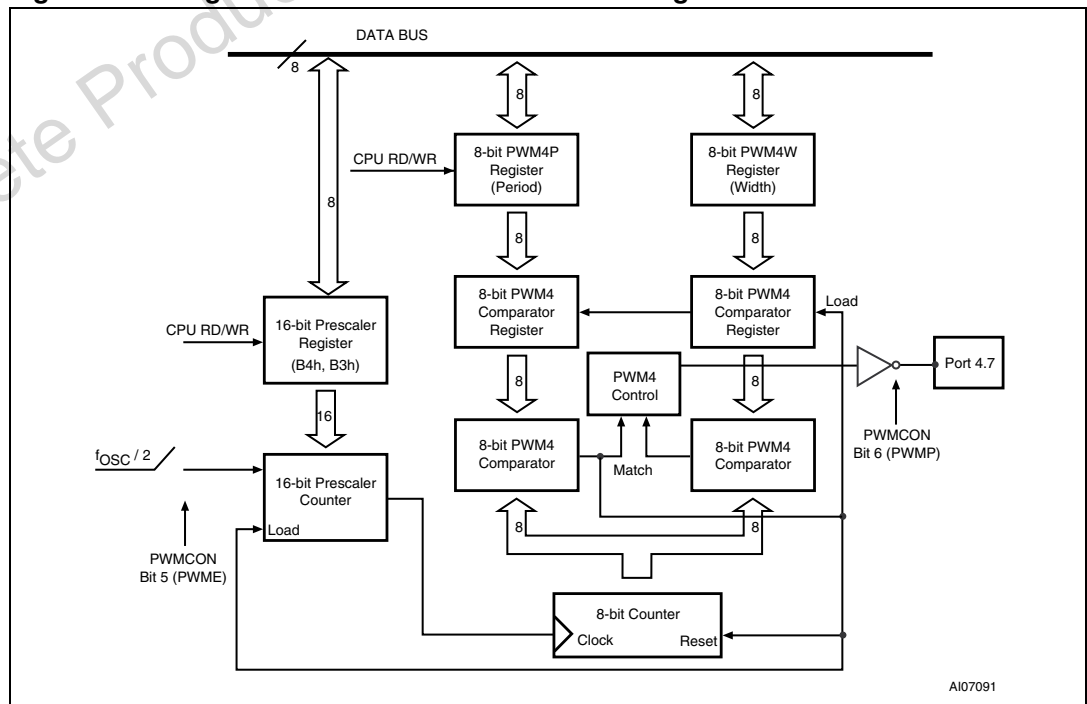 DATA BUS
8
8
8
8
CPU RD/WR
8-bit PWM4P
Register
(Period)
8-bit PWM4W
Register
(Width)
8
8
CPU RD/WR
16-bit Prescaler
Register
(B4h, B3h)
8-bit PWM4
Comparator
Register
8-bit PWM4
Comparator
Register
Load
8
PWM4
Control
8
Port 4.7
16
PWMCON
Bit 6 (PWMP)
fOSC / 2
16-bit Prescaler
Counter
Load
8-bit PWM4
Comparator
Match
8-bit PWM4
Comparator
8
8
PWMCON
Bit 5 (PWME)
8-bit Counter
Clock
Reset
AI07091